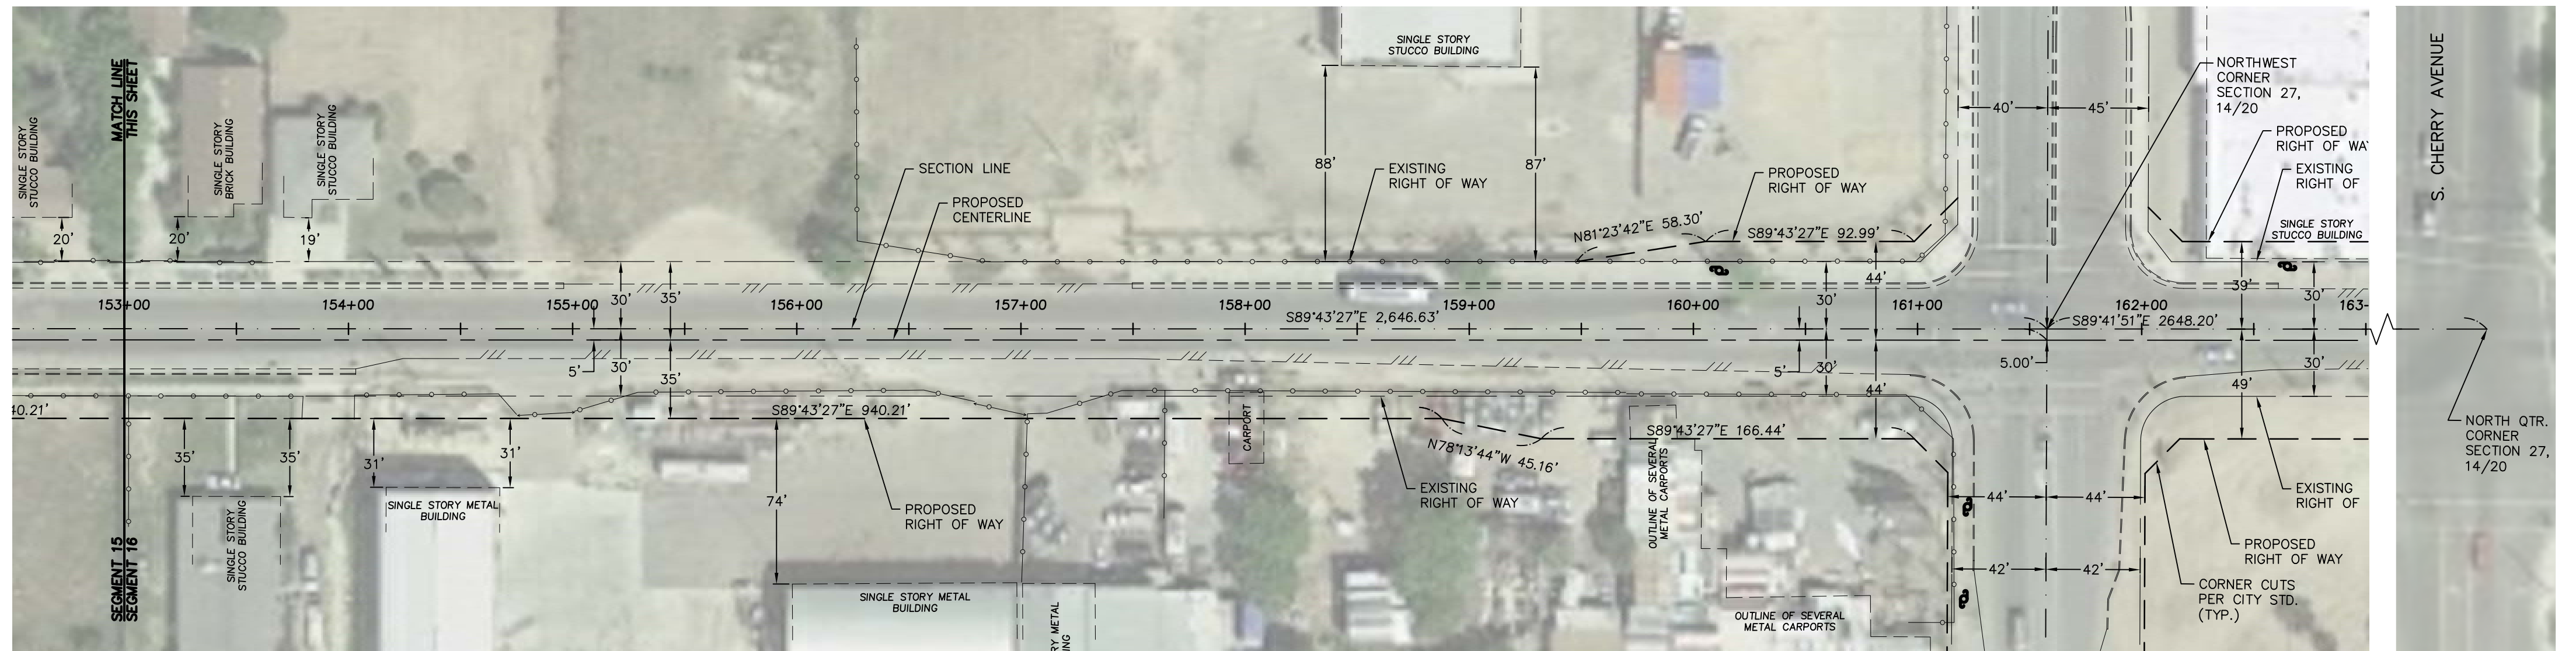 MATCH LINE
THIS SHEET
SEGMENT 15
SEGMENT 16
SINGLE STORY
STUCCO BUILDING
SINGLE STORY
BRICK BUILDING
SINGLE STORY
STUCCO BUILDING
20'
20'
19'
SECTION LINE
PROPOSED
CENTERLINE
SINGLE STORY
STUCCO BUILDING
88'
87'
EXISTING
RIGHT OF WAY
PROPOSED
RIGHT OF WAY
N81°23'42"E 58.30'
S89°43'27"E 92.99'
40'
45'
NORTHWEST
CORNER
SECTION 27,
14/20
PROPOSED
RIGHT OF WA
EXISTING
RIGHT OF
SINGLE STORY
STUCCO BUILDING
S. CHERRY AVENUE
153+00
154+00
155+00
156+00
157+00
158+00
159+00
160+00
161+00
162+00
163-
30'
35'
30'
44'
39'
30'
S89°43'27"E 2,646.63'
S89°41'51"E 2648.20'
5'
30'
35'
5'
30'
44'
5.00'
49'
30'
40.21'
S89°43'27"E 940.21'
N78°13'44"W 45.16'
S89°43'27"E 166.44'
CARPORT
35'
35'
31'
31'
74'
PROPOSED
RIGHT OF WAY
EXISTING
RIGHT OF WAY
OUTLINE OF SEVERAL
METAL CARPORTS
44'
44'
42'
42'
EXISTING
RIGHT OF
PROPOSED
RIGHT OF WAY
CORNER CUTS
PER CITY STD.
(TYP.)
NORTH QTR.
CORNER
SECTION 27,
14/20
SINGLE STORY
STUCCO BUILDING
SINGLE STORY METAL
BUILDING
SINGLE STORY METAL
BUILDING
RY METAL
NG
OUTLINE OF SEVERAL
METAL CARPORTS